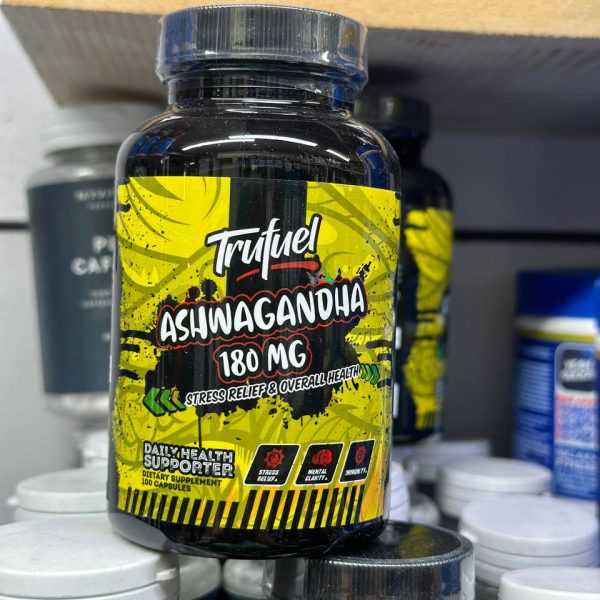 Trufuel
ASHWAGANDHA
180 MG
STRESS RELIEF & OVERALL HEALTH
DAILY HEALTH
SUPPORTER
DIETARY SUPPLEMENT
100 CAPSULES
STRESS
RELIEF
MENTAL
CLARITY
IMMUNITY